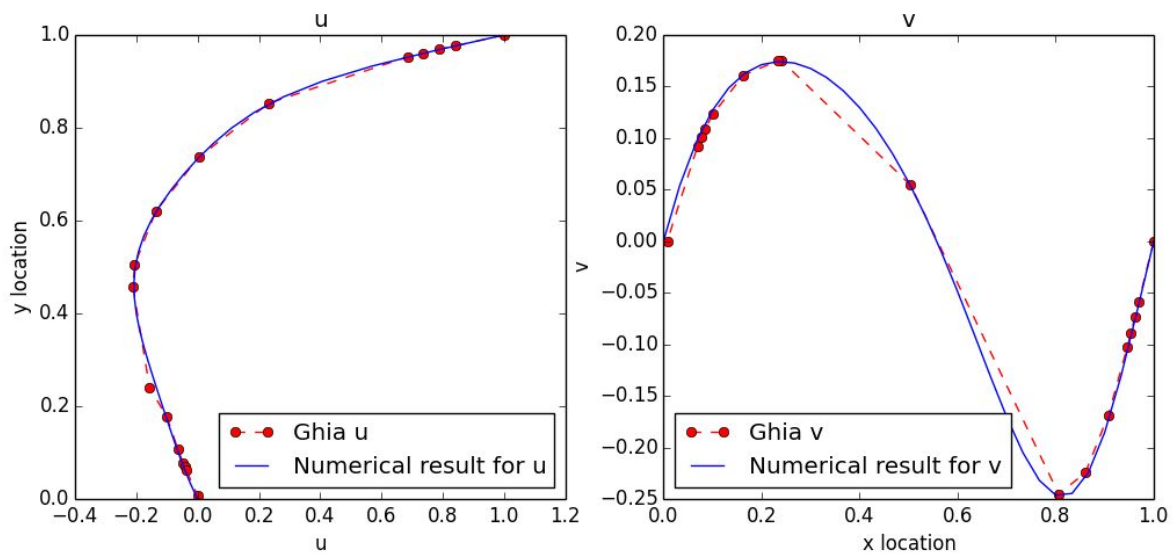 u
1.0
0.8
0.6
0.4
0.2
0.0
y location
−0.4 −0.2 0.0 0.2 0.4 0.6 0.8 1.0 1.2
u
Ghia u
Numerical result for u
v
0.20
0.15
0.10
0.05
0.00
−0.05
−0.10
−0.15
−0.20
−0.25
v
0.0 0.2 0.4 0.6 0.8 1.0
x location
Ghia v
Numerical result for v